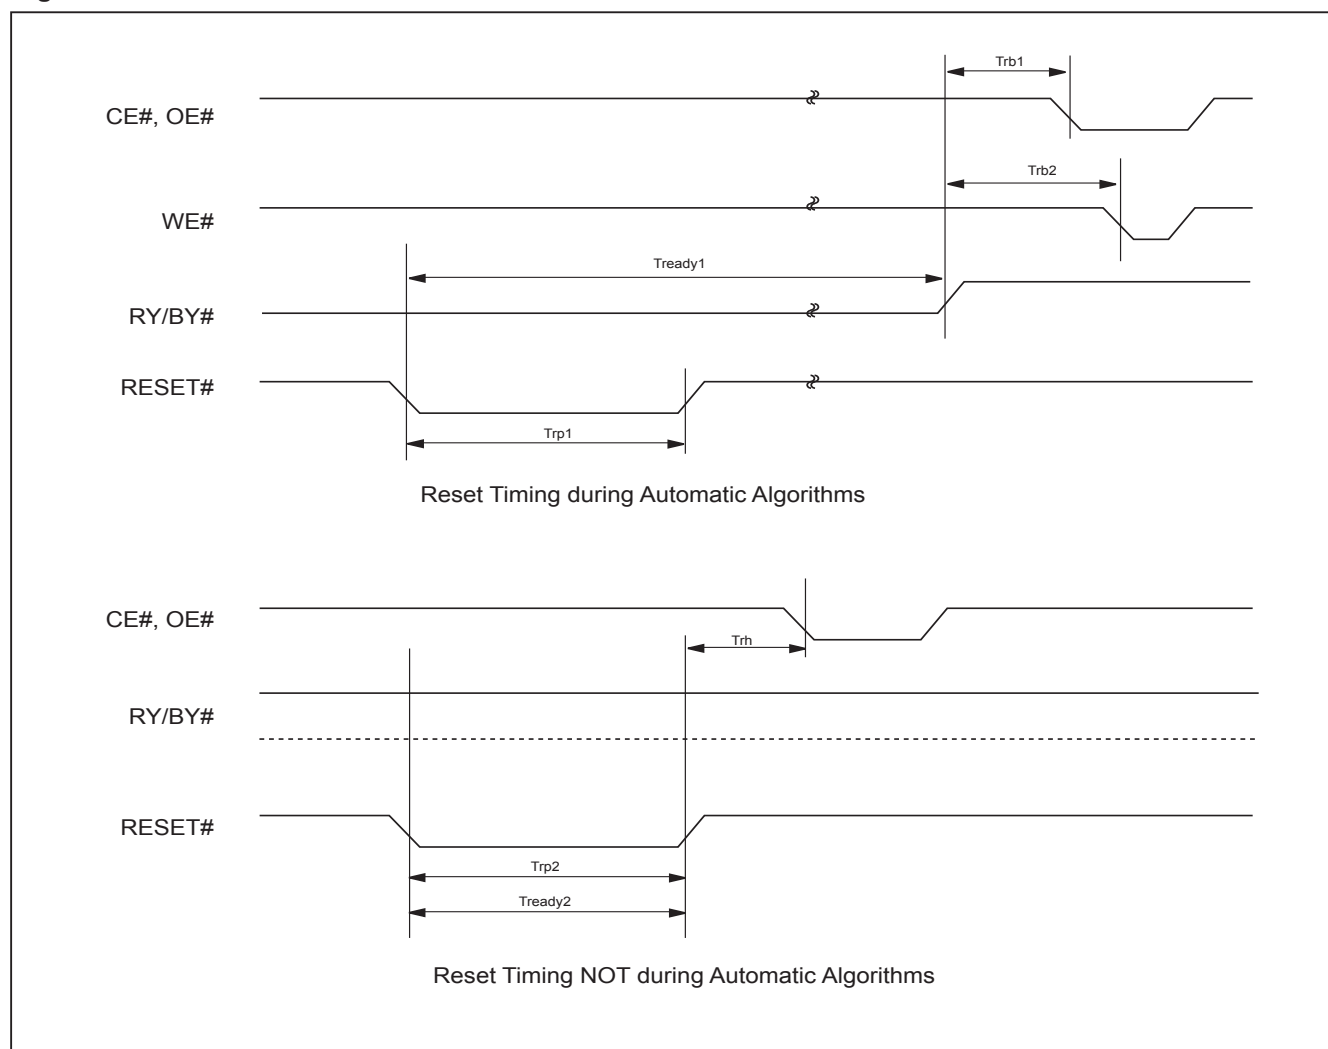 Trb1
CE#, OE#
Trb2
WE#
Tready1
RY/BY#
RESET#
Trp1
Reset Timing during Automatic Algorithms
CE#, OE#
Trh
RY/BY#
RESET#
Trp2
Tready2
Reset Timing NOT during Automatic Algorithms